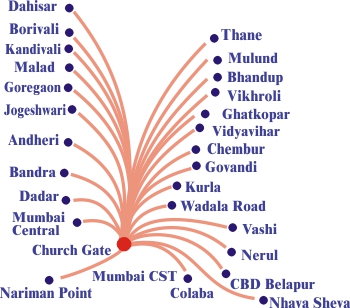 Dahisar
Borivali
Kandivali
Malad
Goregaon
Jogeshwari
Andheri
Bandra
Dadar
Mumbai
Central
Church Gate
Nariman Point
Thane
Mulund
Bhandup
Vikhroli
Ghatkopar
Vidyavihar
Chembur
Govandi
Kurla
Wadala Road
Vashi
Nerul
CBD Belapur
Nhava Sheva
Mumbai CST
Colaba